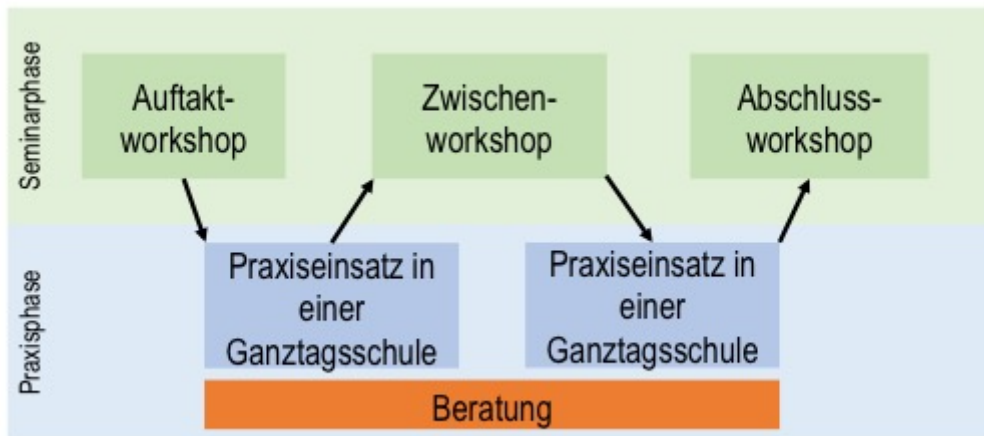 Seminarphase
Auftakt-
workshop
Zwischen-
workshop
Abschluss-
workshop
Praxisphase
Praxiseinsatz in
einer
Ganztagsschule
Praxiseinsatz in
einer
Ganztagsschule
Beratung